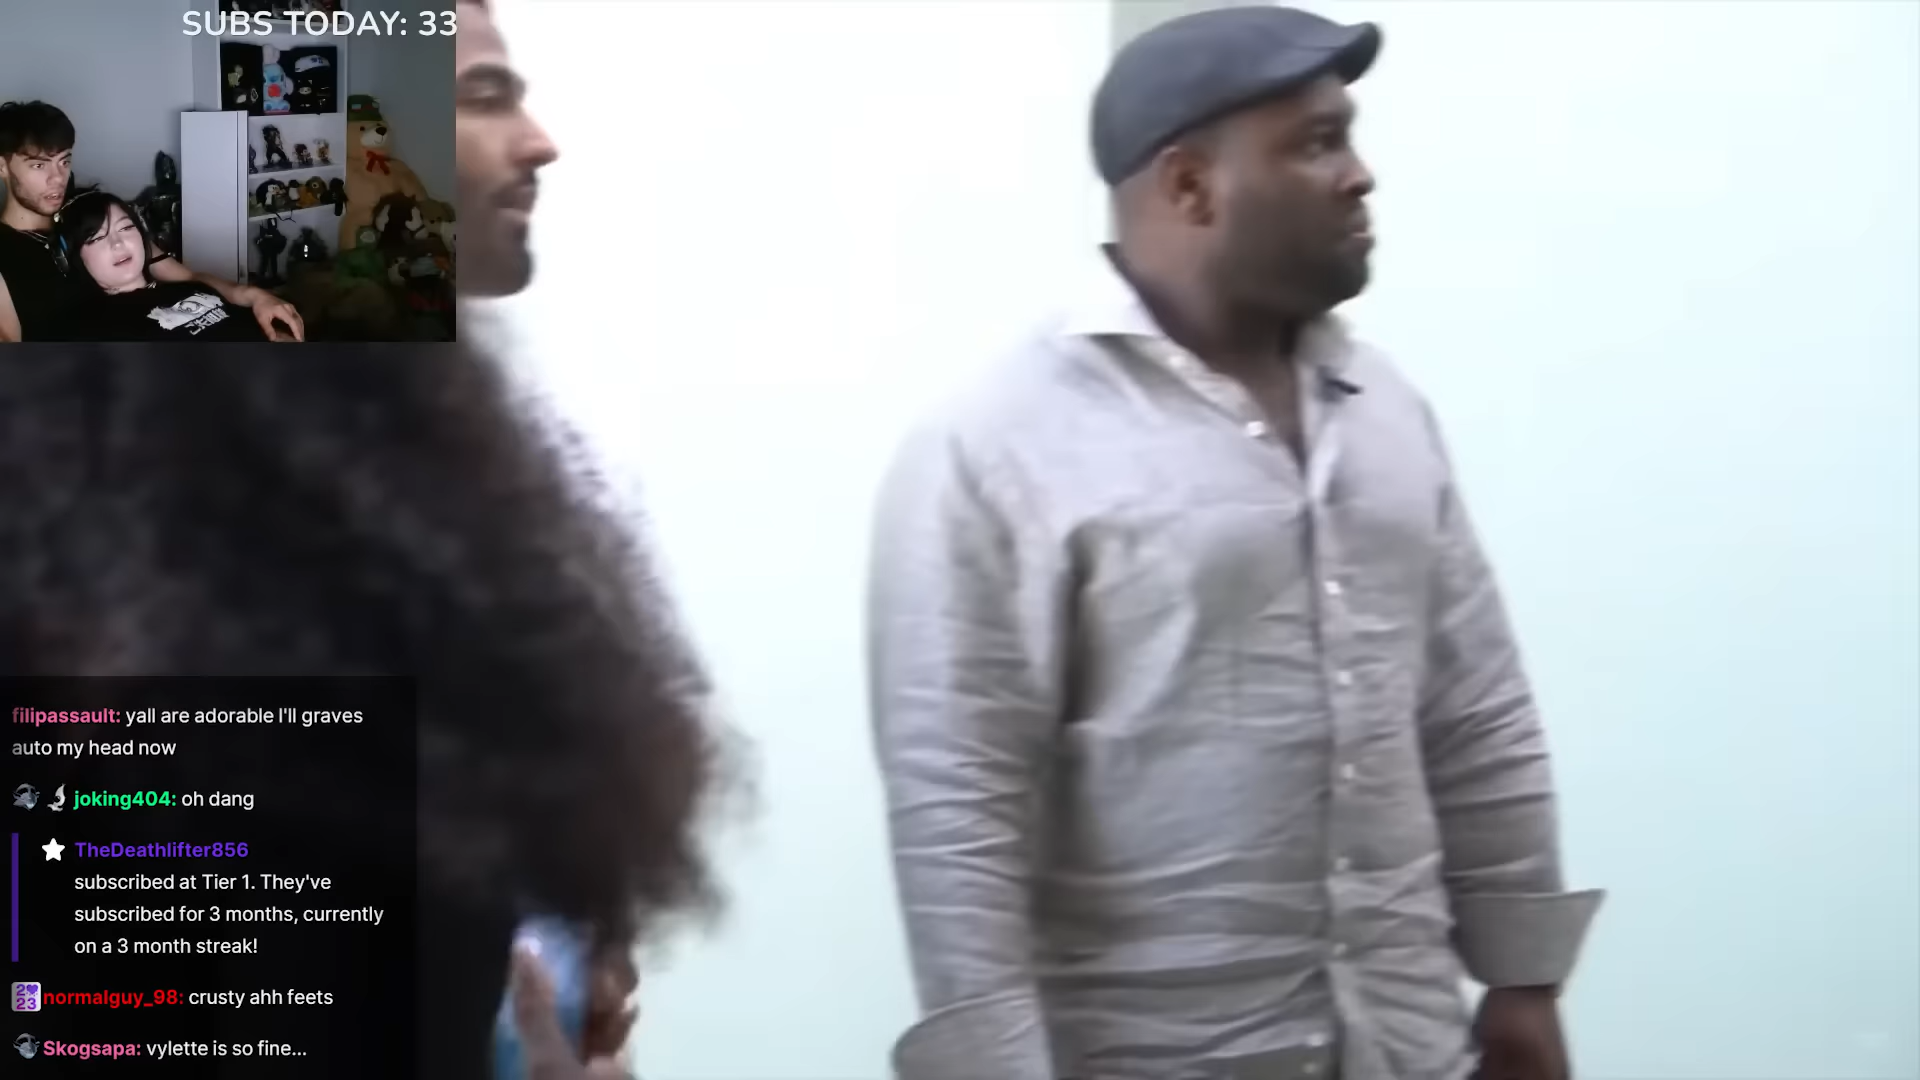 SUBS TODAY: 33
filipassault: yall are adorable I'll graves
auto my head now
joking404: oh dang
TheDeathlifter856
subscribed at Tier 1. They've
subscribed for 3 months, currently
on a 3 month streak!
2023
normalguy_98: crusty ahh feets
Skogsapa: vylette is so fine...